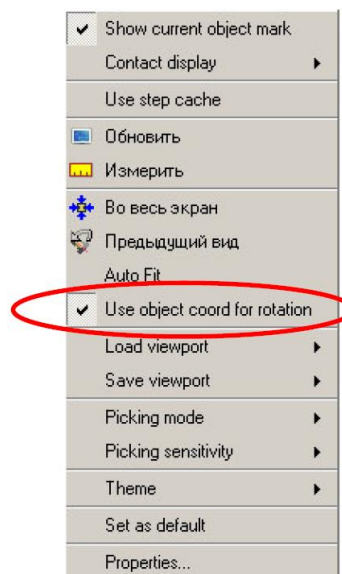 Show current object mark
Contact display
Use step cache
Обновить
Измерить
Во весь экран
Предыдущий вид
Auto Fit
Use object coord for rotation
Load viewport
Save viewport
Picking mode
Picking sensitivity
Theme
Set as default
Properties...